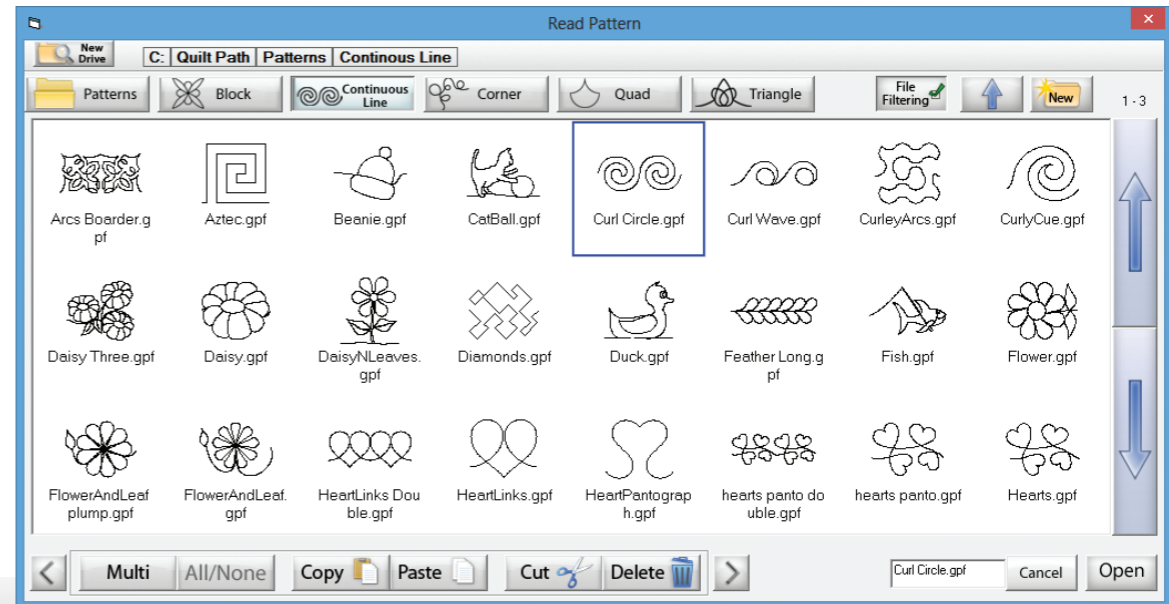 Read Pattern
New
Drive
C: Quilt Path Patterns Continous Line
Patterns
Block
Continuous
Line
Corner
Quad
Triangle
File
Filtering
New
1 - 3
Arcs Boarder.g
pf
Aztec.gpf
Beanie.gpf
CatBall.gpf
Curl Circle.gpf
Curl Wave.gpf
CurleyArcs.gpf
CurlyCue.gpf
Daisy Three.gpf
Daisy.gpf
DaisyNLeaves.
gpf
Diamonds.gpf
Duck.gpf
Feather Long.g
pf
Fish.gpf
Flower.gpf
FlowerAndLeaf
plump.gpf
FlowerAndLeaf.
gpf
HeartLinks Dou
ble.gpf
HeartLinks.gpf
HeartPantograp
h.gpf
hearts panto do
uble.gpf
hearts panto.gpf
Hearts.gpf
Multi
All/None
Copy
Paste
Cut
Delete
Curl Circle.gpf
Cancel
Open